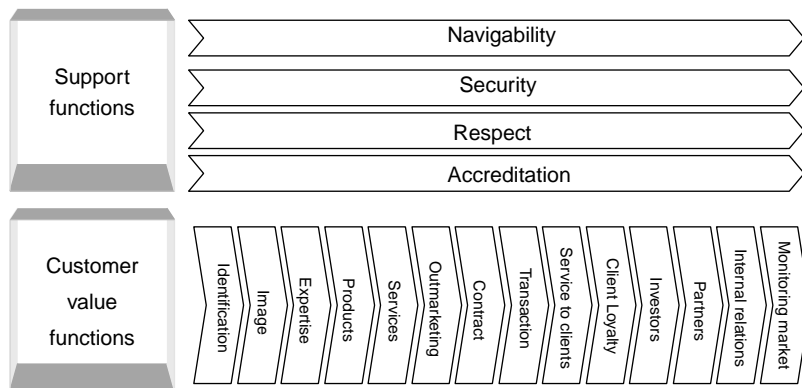 Support
functions
Navigability
Security
Respect
Accreditation
Customer
value
functions
Identification
Image
Expertise
Products
Services
Outmarketing
Contract
Transaction
Service to clients
Client Loyalty
Investors
Partners
Internal relations
Monitoring market